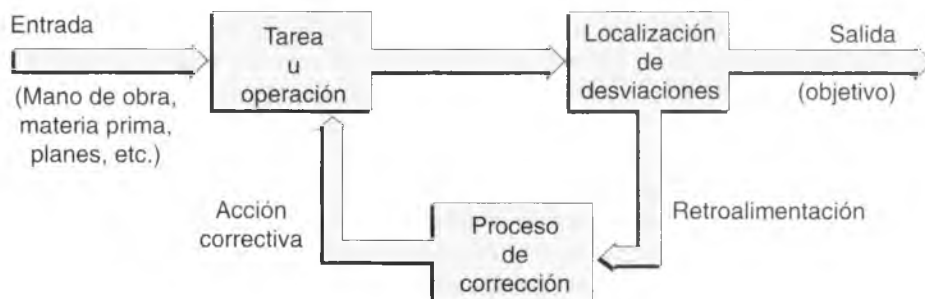 Entrada
(Mano de obra,
materia prima,
planes, etc.)
Tarea
u
operación
Localización
de
desviaciones
Salida
(objetivo)
Acción
correctiva
Proceso
de
corrección
Retroalimentación